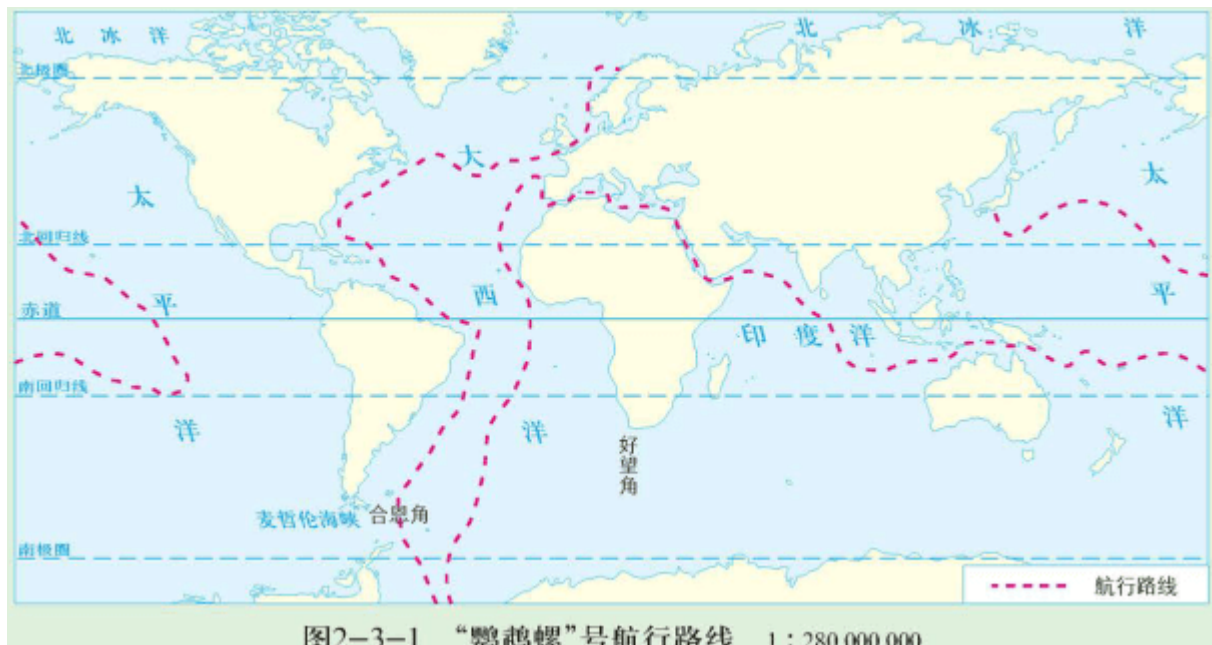 北冰洋
北冰洋
北极圈
大
太
太
北回归线
西
平
平
赤道
印度洋
南回归线
洋
洋
洋
好望角
麦哲伦海峡
合恩角
南极圈
航行路线
图2-3-1 “鹦鹉螺”号航行路线 1:280 000 000